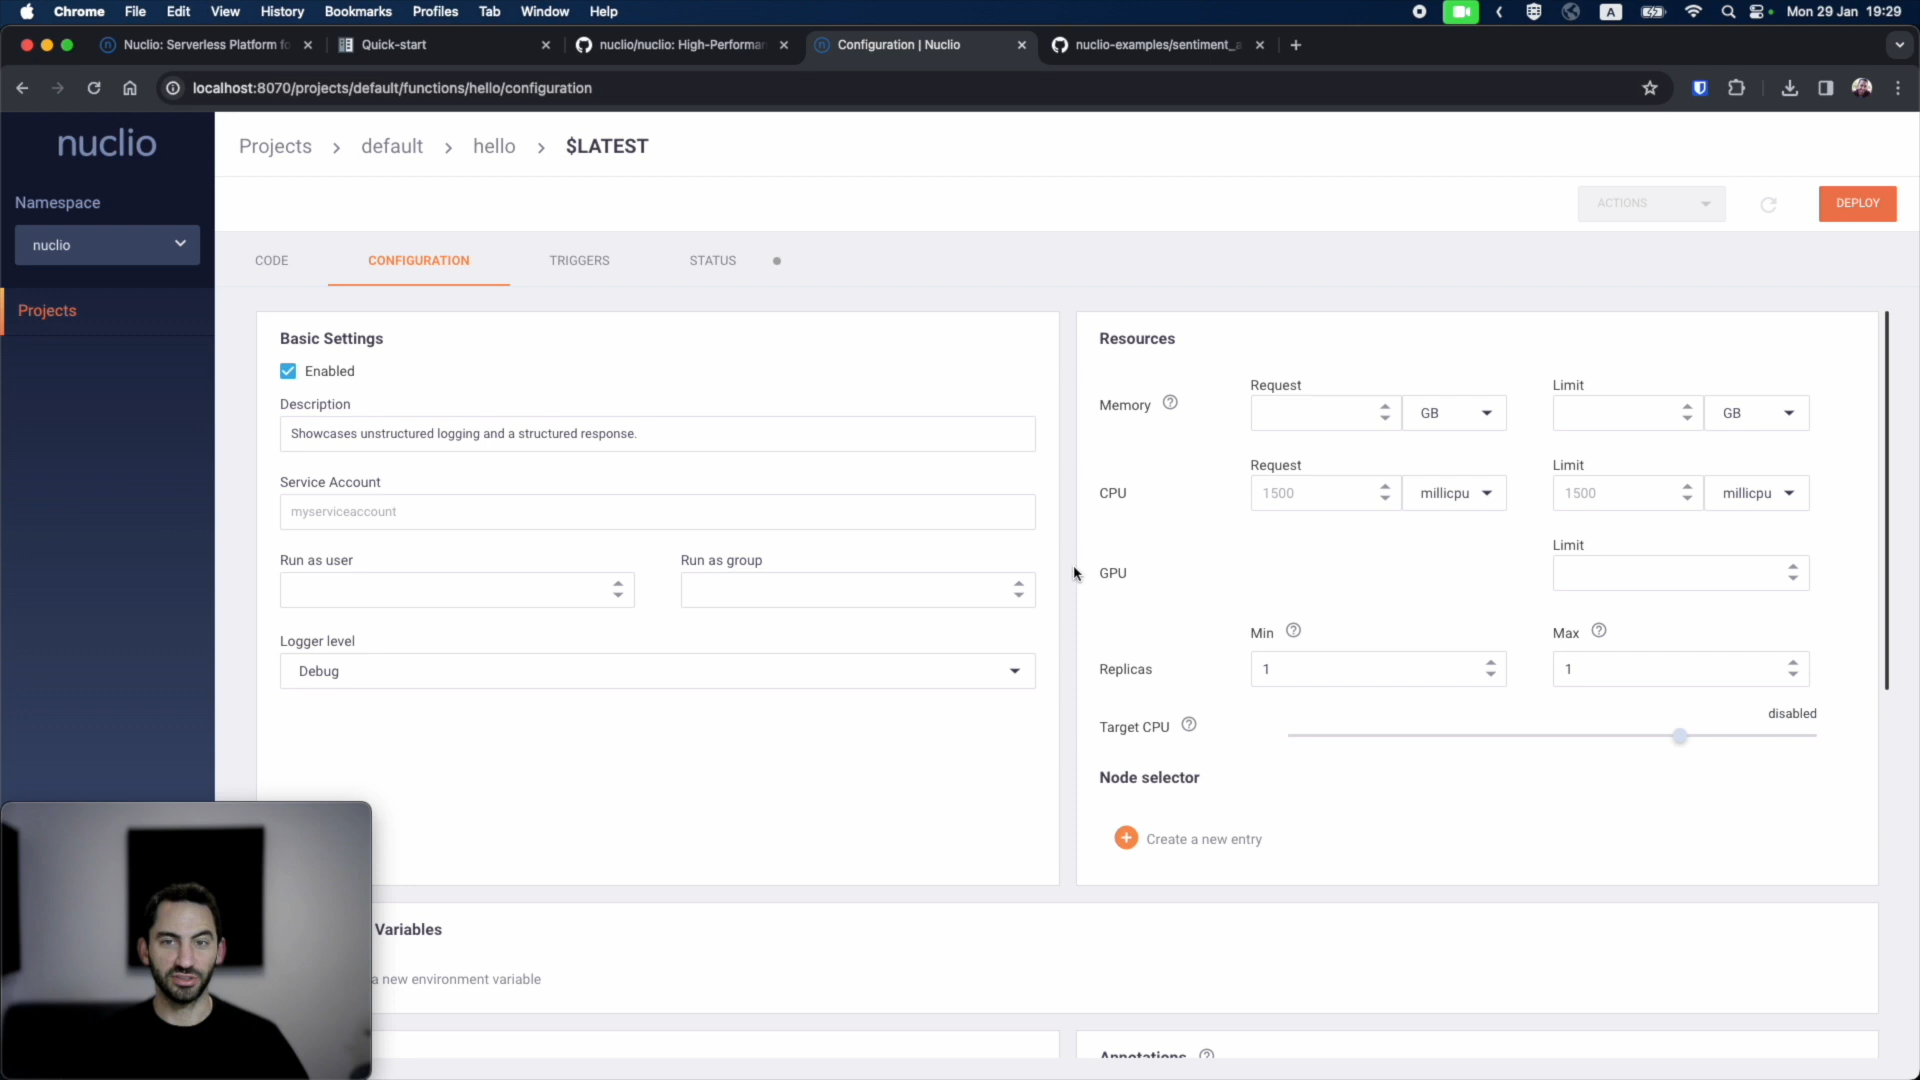 Chrome File Edit View History Bookmarks Profiles Tab Window Help A Mon 29 Jan 19:29
Nuclio: Serverless Platform fo Quick-start nuclio/nuclio: High-Performan Configuration | Nuclio nuclio-examples/sentiment_a
localhost:8070/projects/default/functions/hello/configuration
nuclio
Projects > default > hello > $LATEST
Namespace
nuclio
ACTIONS DEPLOY
CODE CONFIGURATION TRIGGERS STATUS
Projects
Basic Settings
Enabled
Description
Showcases unstructured logging and a structured response.
Service Account
myserviceaccount
Run as user Run as group
Logger level
Debug
Resources
Request Limit
Memory ? GB GB
Request Limit
CPU 1500 millicpu 1500 millicpu
Limit
GPU
Min ? Max ?
Replicas 1 1
disabled
Target CPU ?
Node selector
Create a new entry
Variables
a new environment variable
Annotations ?